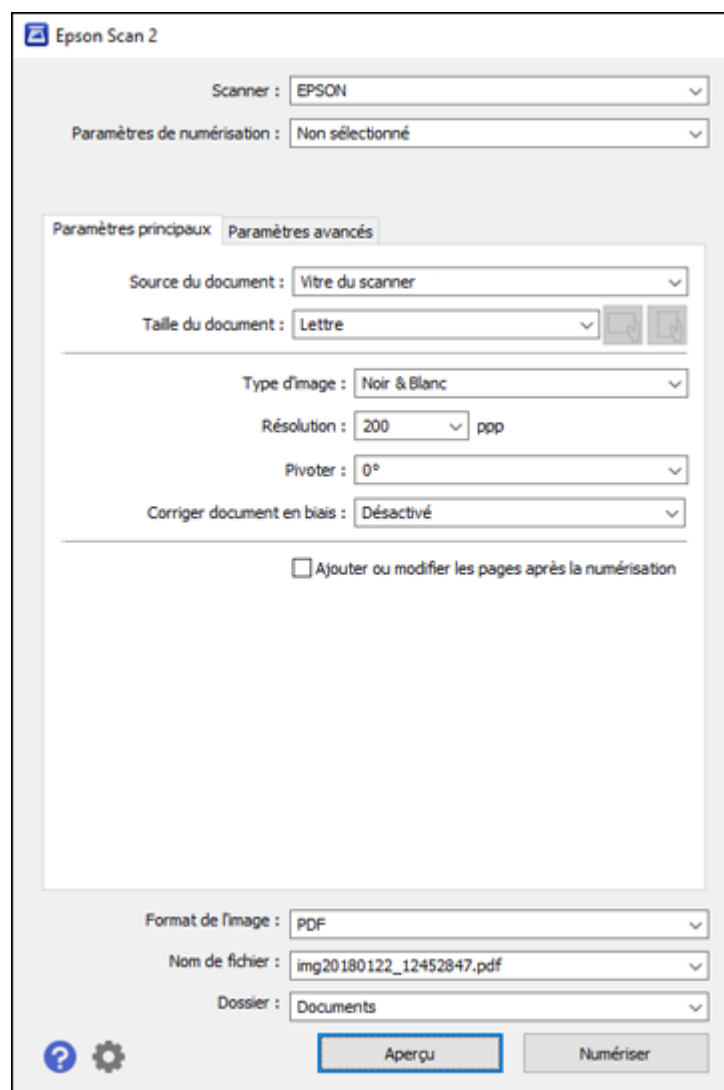 Epson Scan 2
Scanner : EPSON
Paramètres de numérisation : Non sélectionné
Paramètres principaux Paramètres avancés
Source du document : Vitre du scanner
Taille du document : Lettre
Type d'image : Noir & Blanc
Résolution : 200 ppp
Pivoter : 0°
Corriger document en biais : Désactivé
Ajouter ou modifier les pages après la numérisation
Format de l'image : PDF
Nom de fichier : img20180122_12452847.pdf
Dossier : Documents
? Aperçu Numériser